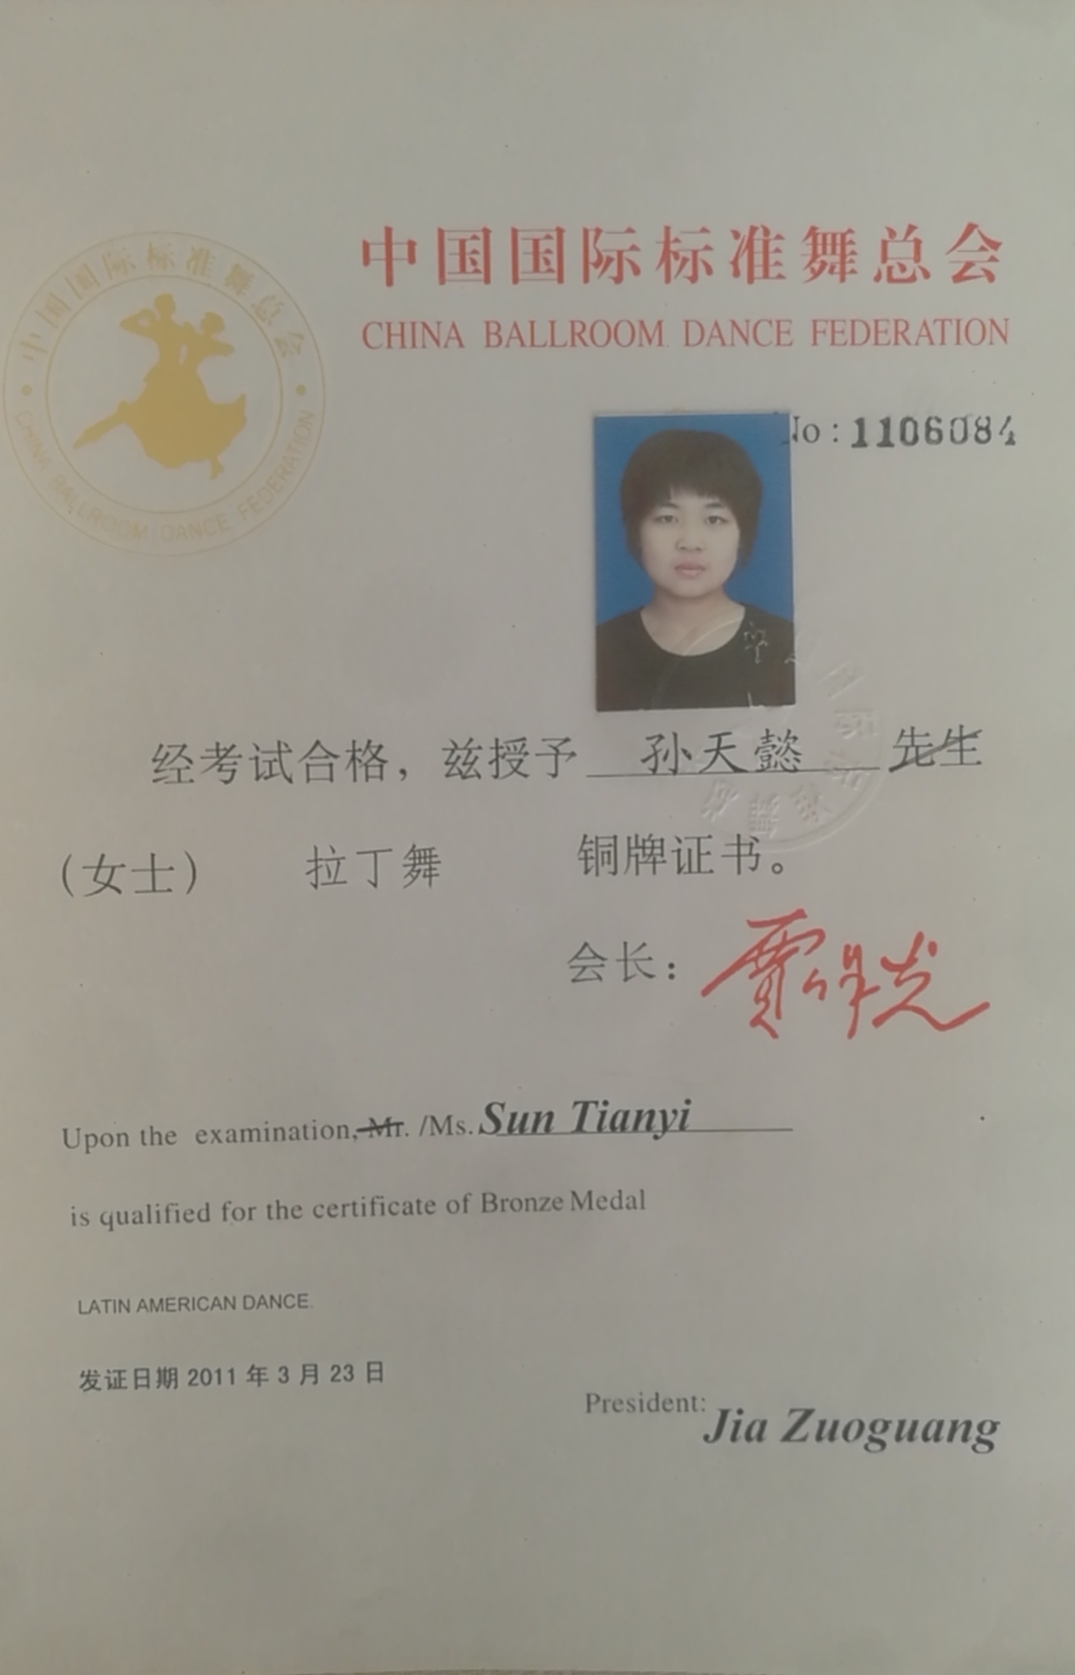 中国国际标准舞总会
CHINA BALLROOM DANCE FEDERATION
中国国际标准舞总会
CHINA BALLROOM DANCE FEDERATION
No : 1106084
经考试合格，兹授予 孙天懿 先生
（女士） 拉丁舞 铜牌证书。
会长： 贾作光
Upon the examination, Mr. /Ms. Sun Tianyi
is qualified for the certificate of Bronze Medal
LATIN AMERICAN DANCE.
发证日期 2011 年 3 月 23 日
President: Jia Zuoguang